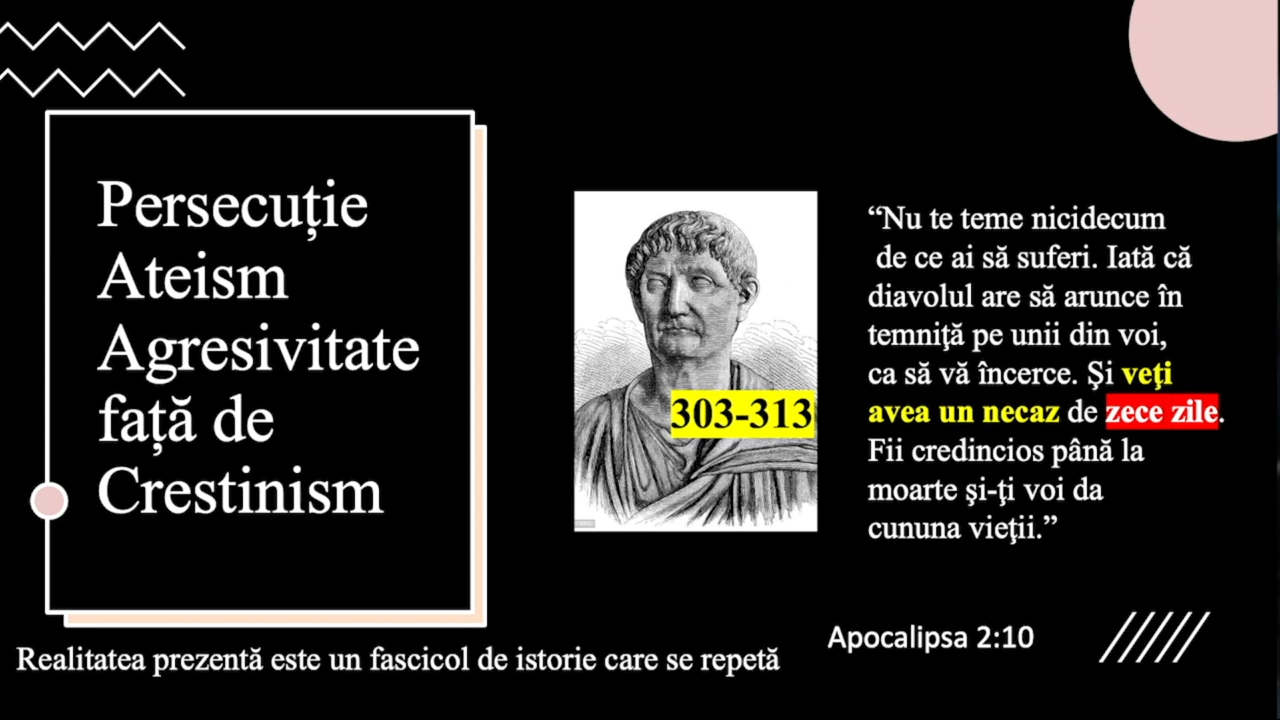 Persecuție
Ateism
Agresivitate
față de
Crestinism
303-313
“Nu te teme nicidecum
de ce ai să suferi. Iată că
diavolul are să arunce în
temniţă pe unii din voi,
ca să vă încerce. Şi veţi
avea un necaz de zece zile.
Fii credincios până la
moarte şi-ţi voi da
cununa vieţii.”
Apocalipsa 2:10
Realitatea prezentă este un fascicol de istorie care se repetă